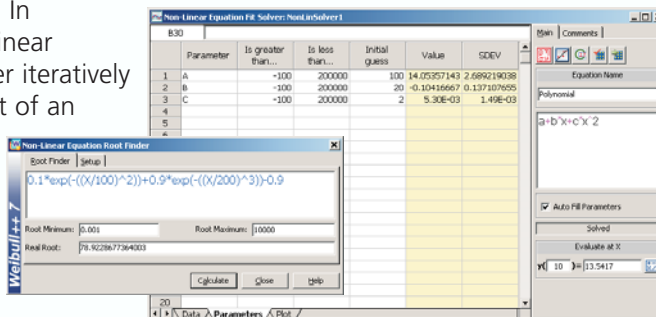 In
inear
r iteratively
t of an
Non-Linear Equation Fit Solver: NonLinSolver1
B30
Parameter Is greater than... Is less than... Initial guess Value SDEV
1 A -100 200000 100 14.05357143 2.689219038
2 B -100 200000 20 -0.10416667 0.137107655
3 C -100 200000 2 5.30E-03 1.49E-03
4
5
20
Data Parameters Plot
Main Comments
Equation Name
Polynomial
a+b*x+c*x^2
Auto Fill Parameters
Solved
Evaluate at X
Y( 10 )= 13.5417
Non-Linear Equation Root Finder
Root Finder Setup
0.1*exp(-((X/100)^2))+0.9*exp(-((X/200)^3))-0.9
Root Minimum: 0.001 Root Maximum: 10000
Real Root: 78.9228677364003
Calculate Close Help
Weibull++ 7